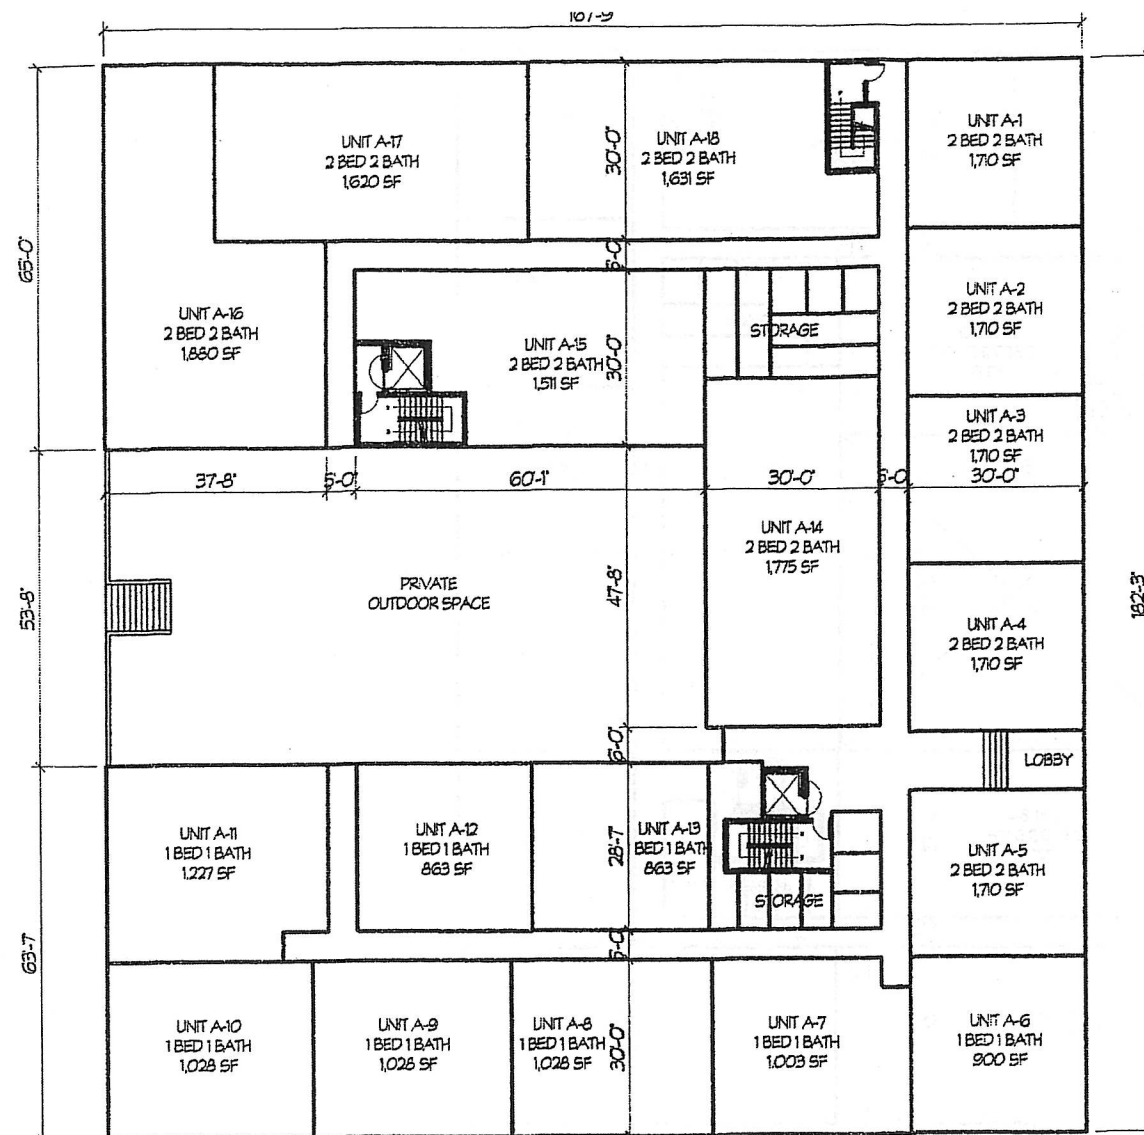 167'-9"
UNIT A-17
2 BED 2 BATH
1,620 SF
30'-0"
UNIT A-18
2 BED 2 BATH
1,631 SF
UNIT A-1
2 BED 2 BATH
1,710 SF
65'-0"
5'-0"
UNIT A-16
2 BED 2 BATH
1,880 SF
UNIT A-15
2 BED 2 BATH
1,511 SF
30'-0"
STORAGE
UNIT A-2
2 BED 2 BATH
1,710 SF
UNIT A-3
2 BED 2 BATH
1,710 SF
37'-8"
5'-0"
60'-1"
30'-0"
5'-0"
30'-0"
53'-8"
PRIVATE
OUTDOOR SPACE
47'-8"
UNIT A-14
2 BED 2 BATH
1,775 SF
UNIT A-4
2 BED 2 BATH
1,710 SF
182'-3"
6'-0"
LOBBY
UNIT A-11
1 BED 1 BATH
1,227 SF
UNIT A-12
1 BED 1 BATH
863 SF
28'-7
UNIT A-13
1 BED 1 BATH
863 SF
STORAGE
UNIT A-5
2 BED 2 BATH
1,710 SF
63'-7
5'-0"
UNIT A-10
1 BED 1 BATH
1,028 SF
UNIT A-9
1 BED 1 BATH
1,028 SF
UNIT A-8
1 BED 1 BATH
1,028 SF
30'-0"
UNIT A-7
1 BED 1 BATH
1,003 SF
UNIT A-6
1 BED 1 BATH
900 SF